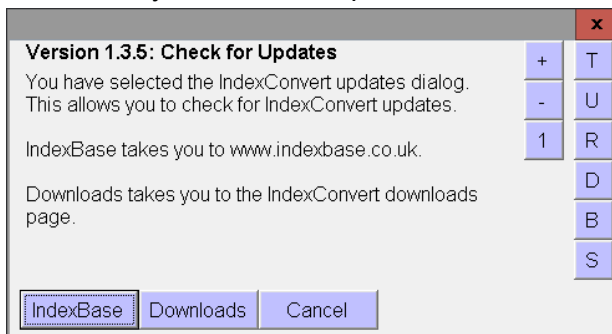 x
Version 1.3.5: Check for Updates
You have selected the IndexConvert updates dialog.
This allows you to check for IndexConvert updates.
IndexBase takes you to www.indexbase.co.uk.
Downloads takes you to the IndexConvert downloads
page.
+
-
1
T
U
R
D
B
S
IndexBase Downloads Cancel